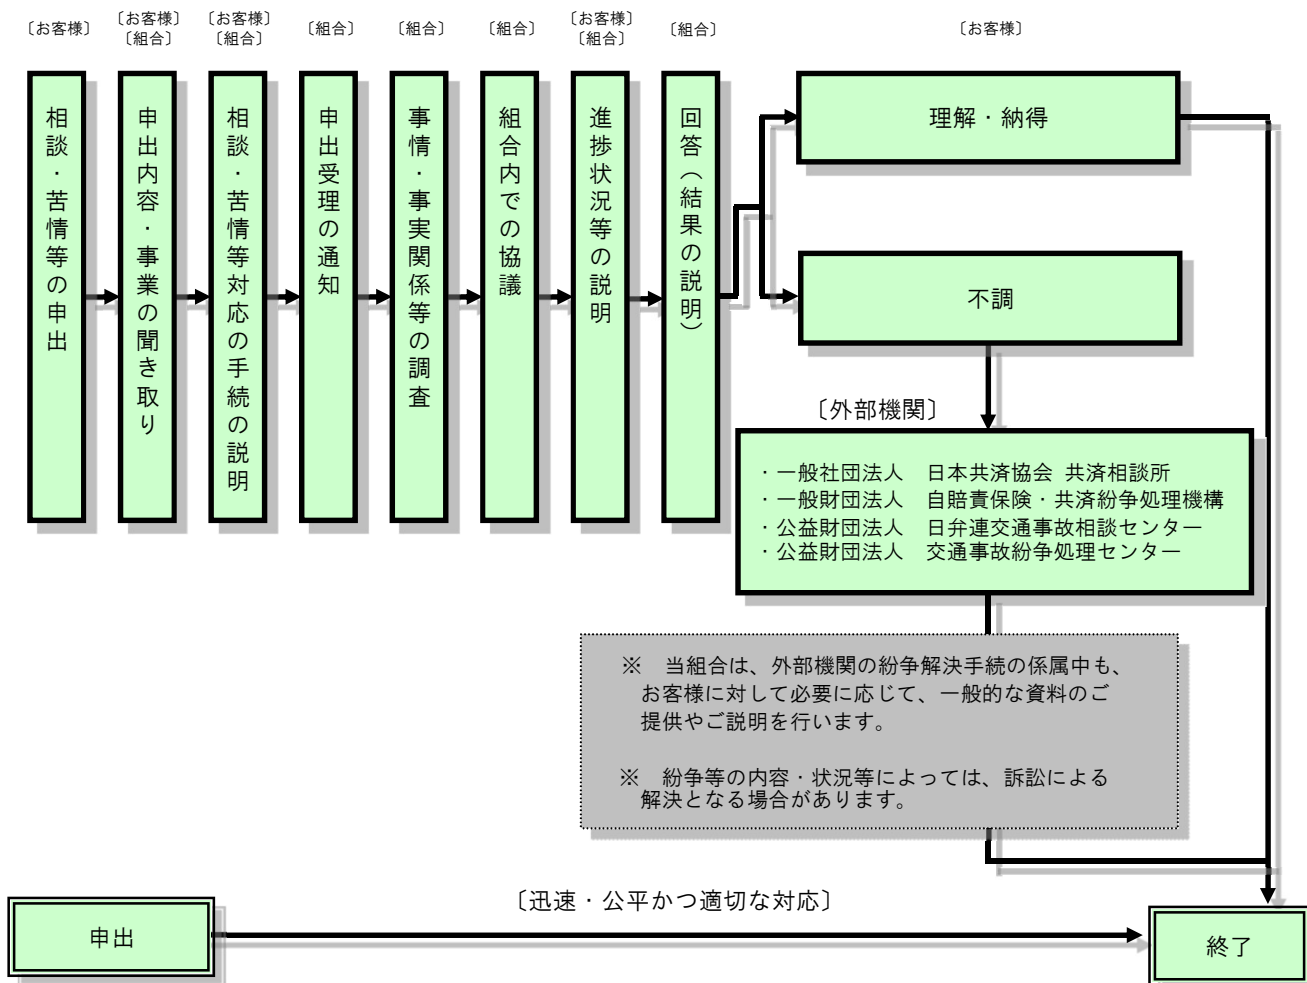 〔お客様〕
〔お客様〕
〔組合〕
〔お客様〕
〔組合〕
〔組合〕
〔組合〕
〔組合〕
〔お客様〕
〔組合〕
〔組合〕
〔お客様〕
相談・苦情等の申出
申出内容・事業の聞き取り
相談・苦情等対応の手続の説明
申出受理の通知
事情・事実関係等の調査
組合内での協議
進捗状況等の説明
回答（結果の説明）
理解・納得
不調
〔外部機関〕
・一般社団法人　日本共済協会 共済相談所
・一般財団法人　自賠責保険・共済紛争処理機構
・公益財団法人　日弁連交通事故相談センター
・公益財団法人　交通事故紛争処理センター
※　当組合は、外部機関の紛争解決手続の係属中も、
お客様に対して必要に応じて、一般的な資料のご
提供やご説明を行います。
※　紛争等の内容・状況等によっては、訴訟による
解決となる場合があります。
〔迅速・公平かつ適切な対応〕
申出
終了